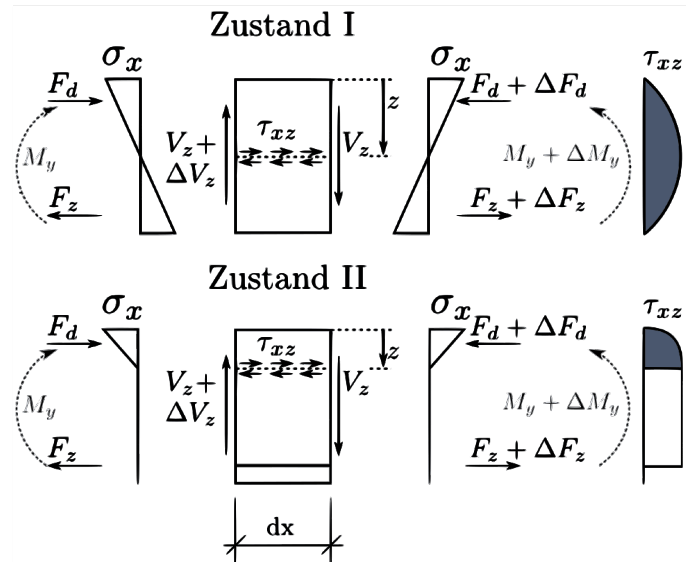 Zustand I
σx σx τxz
Fd Fd + ΔFd
z
τxz
Vz+ Vz
ΔVz
My My + ΔMy
Fz Fz + ΔFz
Zustand II
σx σx τxz
Fd Fd + ΔFd
τxz z
Vz+ Vz
ΔVz
My My + ΔMy
Fz Fz + ΔFz
dx